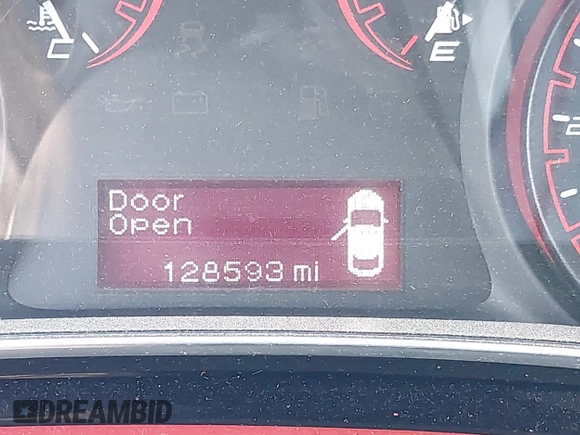 C
E
Door
Open
128593 mi
DREAMBID